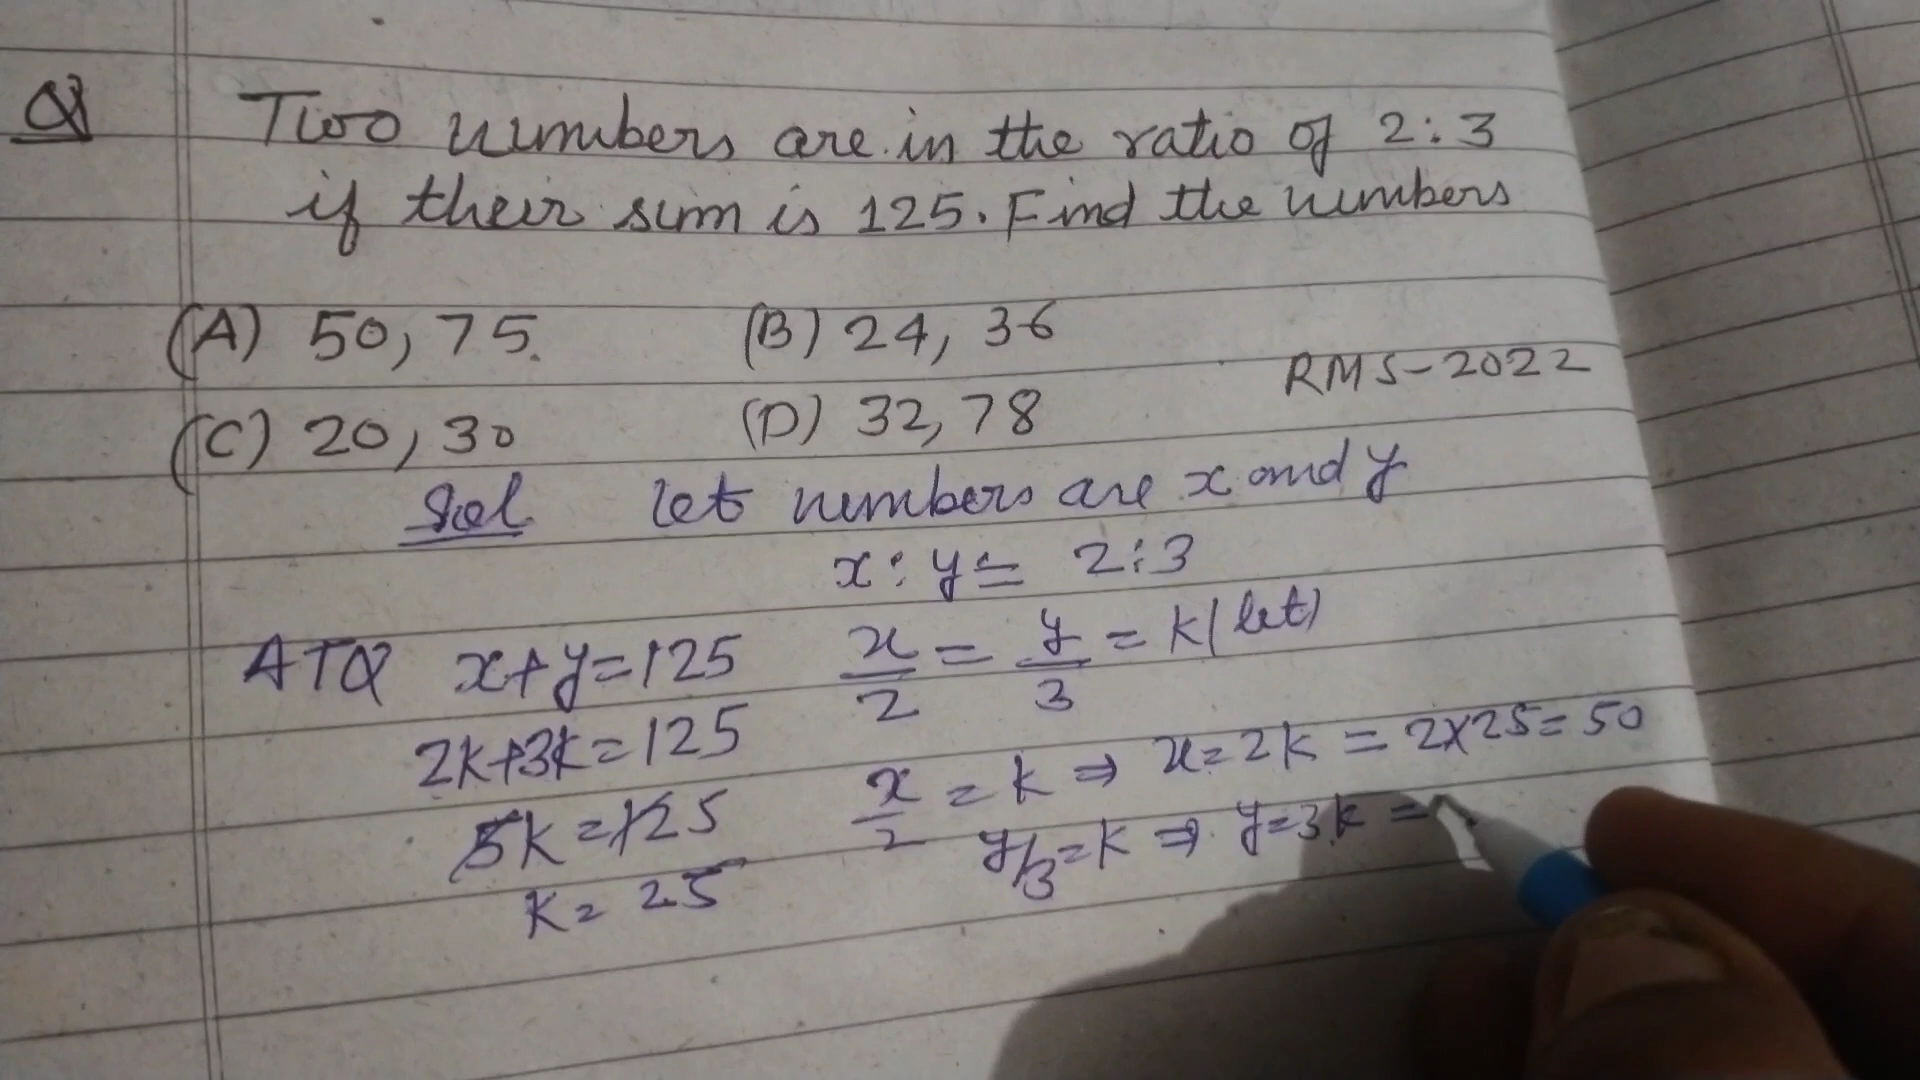 Q Two numbers are in the ratio of 2:3
if their sum is 125. Find the numbers
(A) 50, 75. (B) 24, 36
RMS-2022
(C) 20, 30 (D) 32, 78
Sol let numbers are x and y
x : y = 2:3
ATQ x+y=125 x/2 = y/3 = k (let)
2k+3k=125
x/2 = k ⇒ x=2k = 2×25=50
5k=125
y/3=k ⇒ y=3k =
k= 25